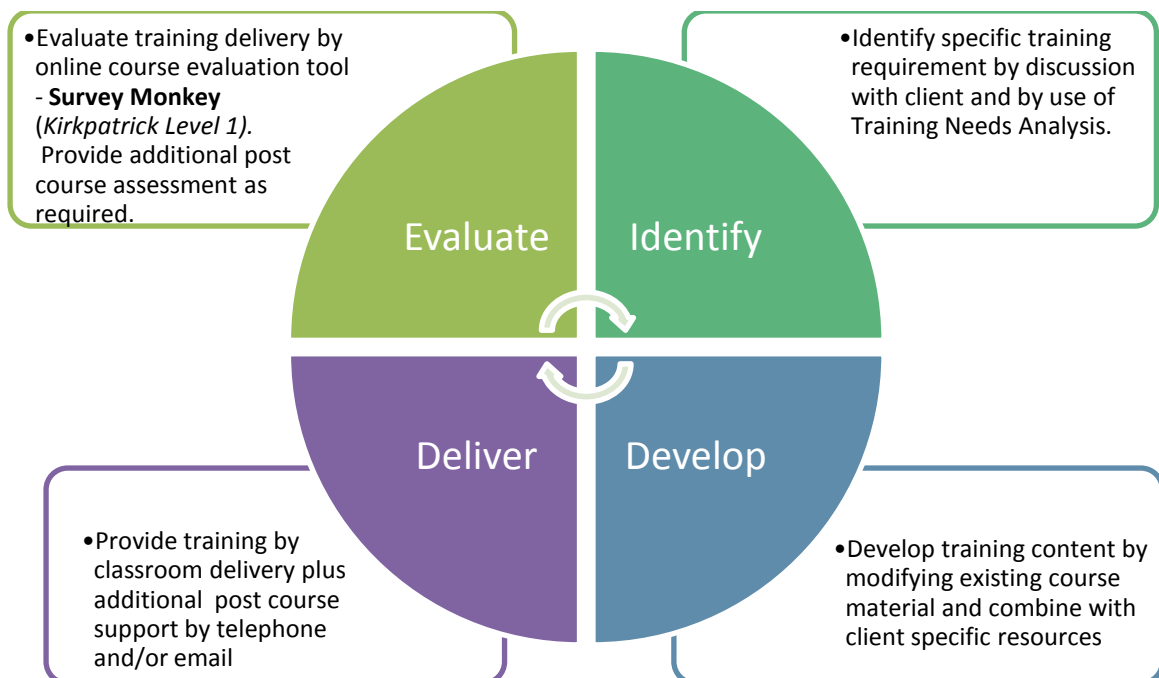 •Evaluate training delivery by
online course evaluation tool
- Survey Monkey
(Kirkpatrick Level 1).
Provide additional post
course assessment as
required.
•Identify specific training
requirement by discussion
with client and by use of
Training Needs Analysis.
Evaluate
Identify
Deliver
Develop
•Provide training by
classroom delivery plus
additional post course
support by telephone
and/or email
•Develop training content by
modifying existing course
material and combine with
client specific resources